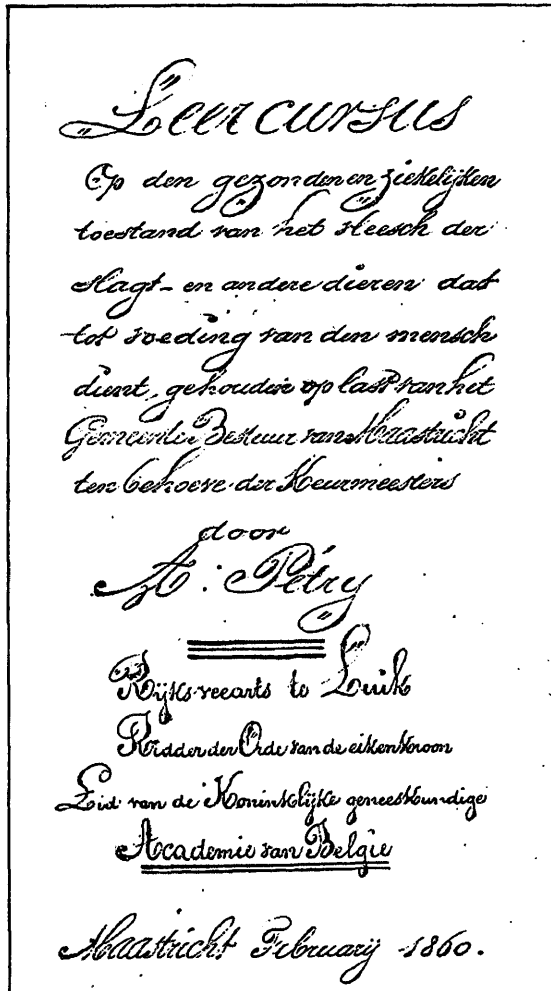 Leercursus
Op den gezonden en ziekelijken
toestand van het vleesch der
slagt- en andere dieren dat
tot voeding van den mensch
dient, gehouden op last van het
Gemeente Bestuur van Maastricht
ten behoeve der Keurmeesters
door
A: Pétry
Rijks veearts te Luik
Ridder der Orde van de eikenkroon
Lid van de Koninklijke geneeskundige
Academie van Belgie
Maastricht February 1860.